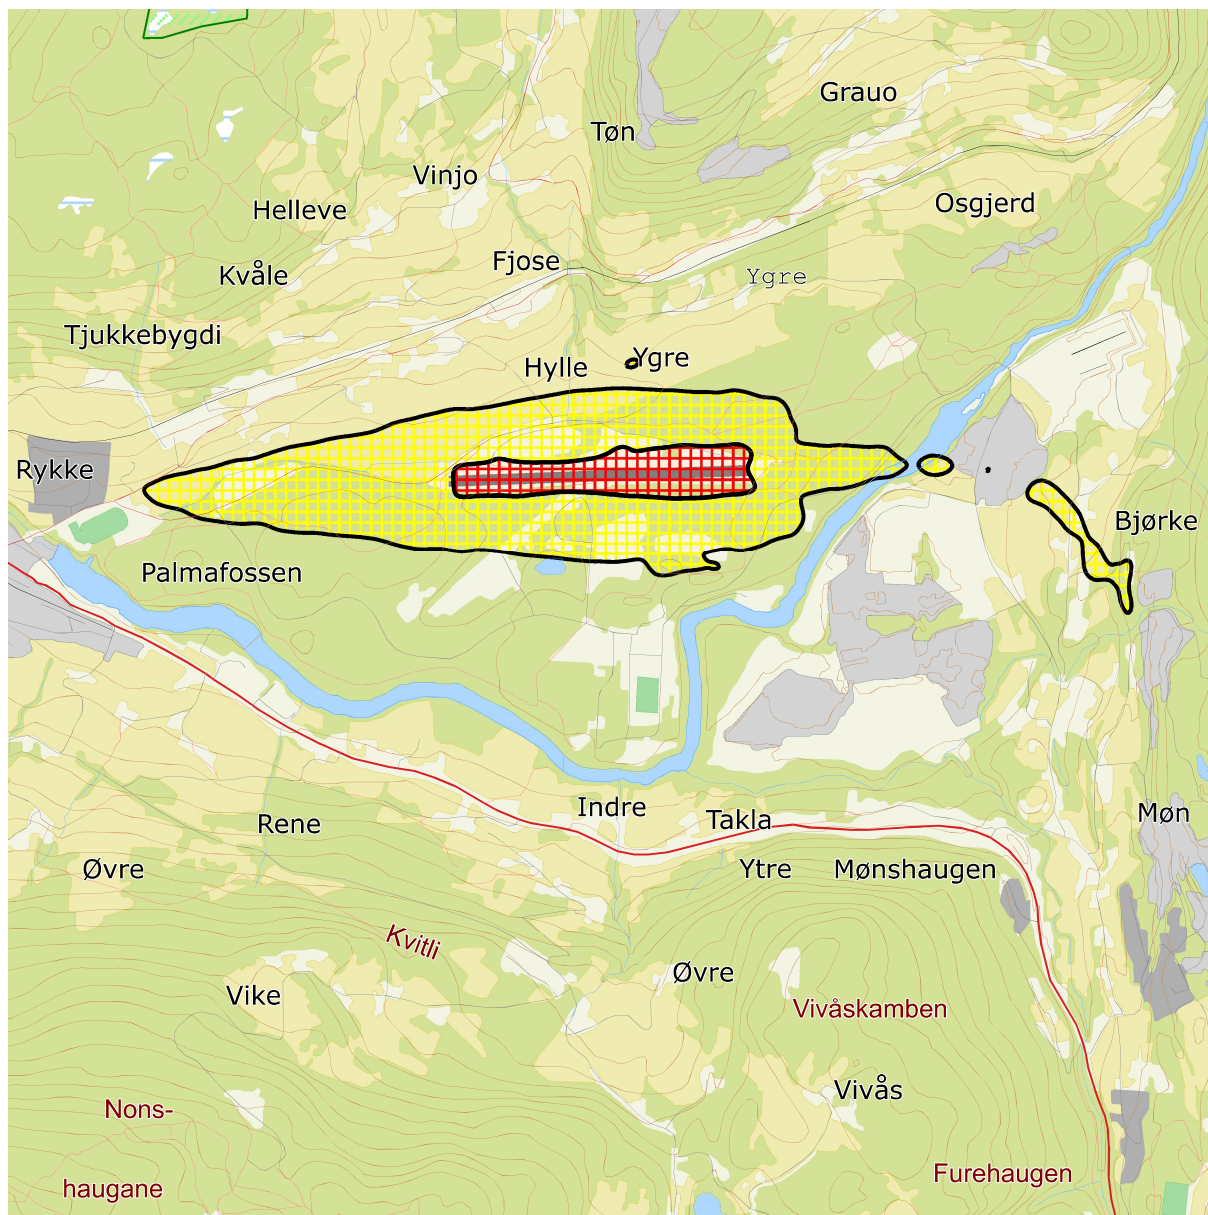 Grauo
Tøn
Vinjo
Osgjerd
Helleve
Fjose
Kvåle
Ygre
Tjukkebygdi
Hylle
Ygre
Rykke
Bjørke
Palmafossen
Indre
Takla
Møn
Rene
Øvre
Ytre
Mønshaugen
Kvitli
Øvre
Vike
Vivåskamben
Vivås
Nons-
haugane
Furehaugen